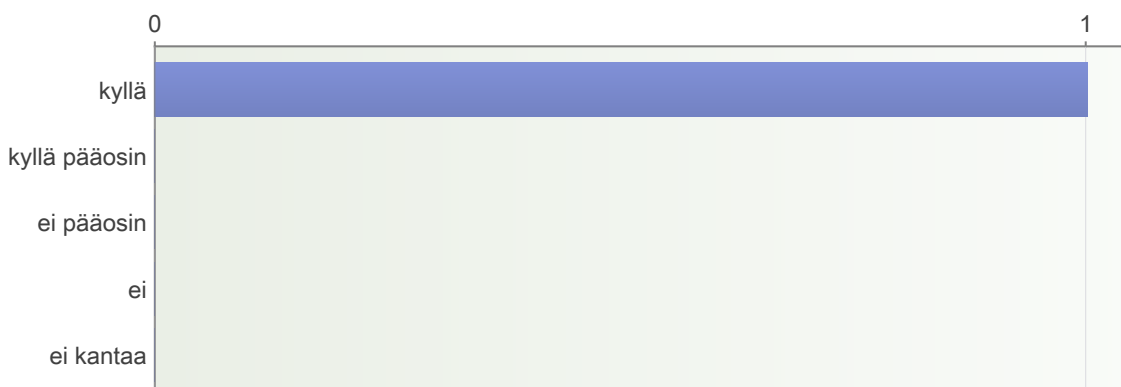 0 1
kyllä
kyllä pääosin
ei pääosin
ei
ei kantaa